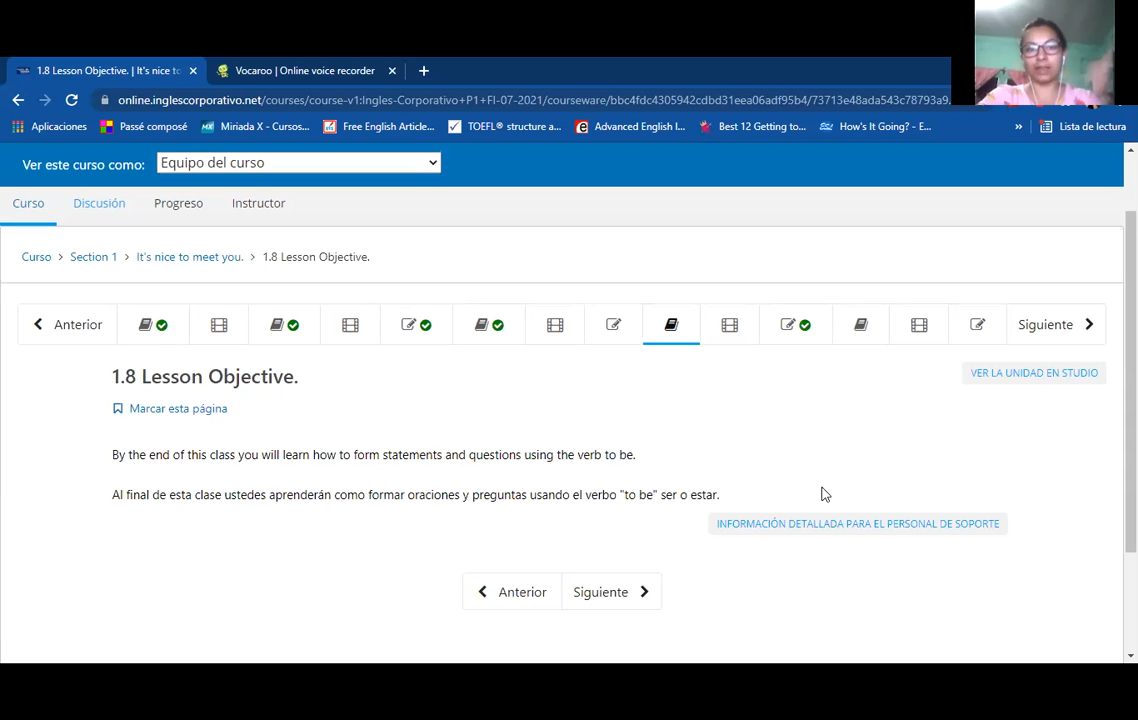 1.8 Lesson Objective. | It's nice to
Vocaroo | Online voice recorder
online.inglescorporativo.net/courses/course-v1:Ingles-Corporativo+P1+FI-07-2021/courseware/bbc4fdc4305942cdbd31eea06adf95b4/73713e48ada543c78793a9...
Aplicaciones Passé composé Miriada X - Cursos... Free English Article... TOEFL® structure a... Advanced English l... Best 12 Getting to... How's It Going? - E... » Lista de lectura
Ver este curso como: Equipo del curso
Curso Discusión Progreso Instructor
Curso > Section 1 > It's nice to meet you. > 1.8 Lesson Objective.
Anterior Siguiente
1.8 Lesson Objective.
VER LA UNIDAD EN STUDIO
Marcar esta página
By the end of this class you will learn how to form statements and questions using the verb to be.
Al final de esta clase ustedes aprenderán como formar oraciones y preguntas usando el verbo "to be" ser o estar.
INFORMACIÓN DETALLADA PARA EL PERSONAL DE SOPORTE
Anterior Siguiente